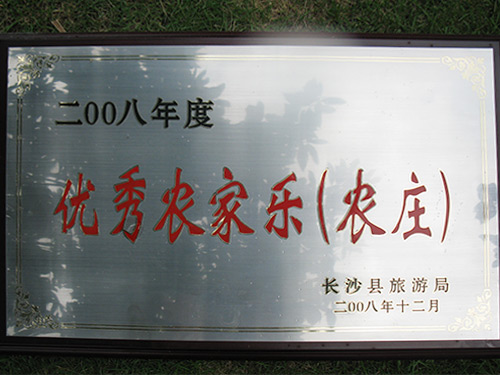 二00八年度
优秀农家乐(农庄)
长沙县旅游局
二00八年十二月